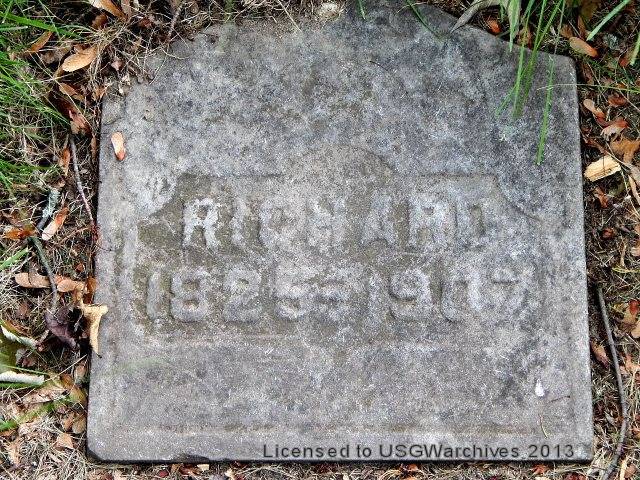 RICHARD
1825-1907
Licensed to USGWarchives 2013